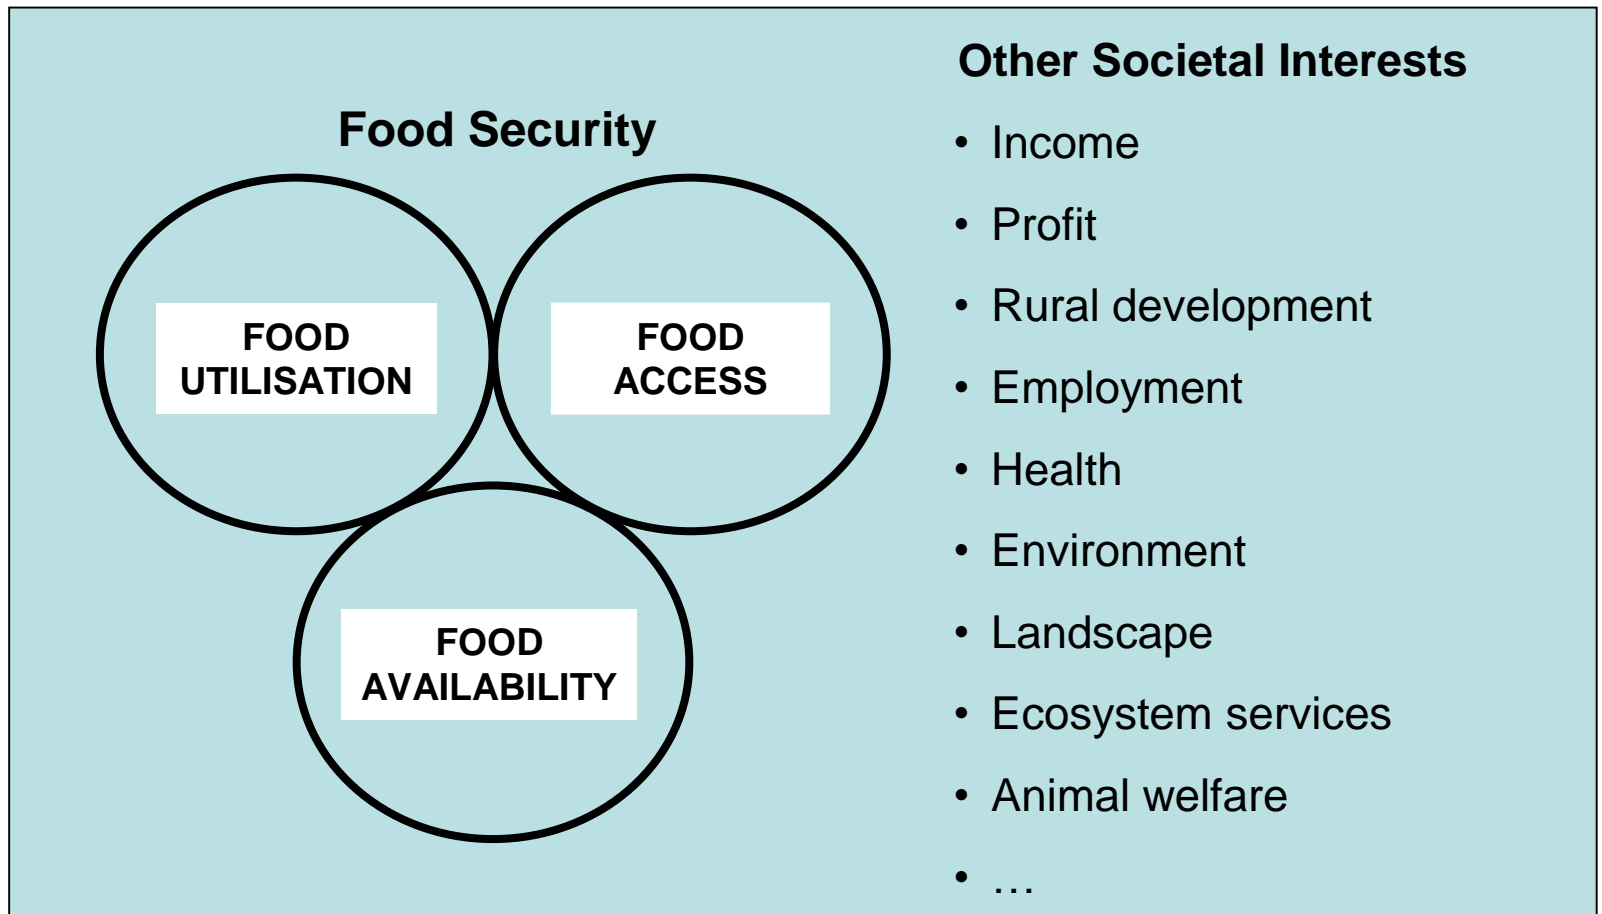 Food Security
FOOD
UTILISATION
FOOD
ACCESS
FOOD
AVAILABILITY
Other Societal Interests
• Income
• Profit
• Rural development
• Employment
• Health
• Environment
• Landscape
• Ecosystem services
• Animal welfare
• …